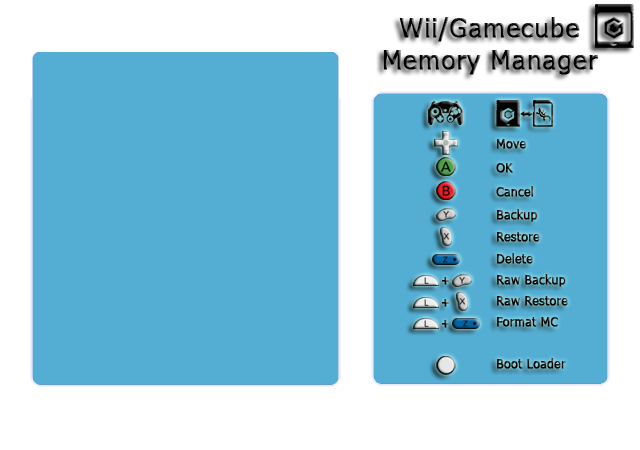 Wii/Gamecube
Memory Manager
Move
A OK
B Cancel
Y Backup
X Restore
Z Delete
L + Y Raw Backup
L + X Raw Restore
L + Z Format MC
Boot Loader